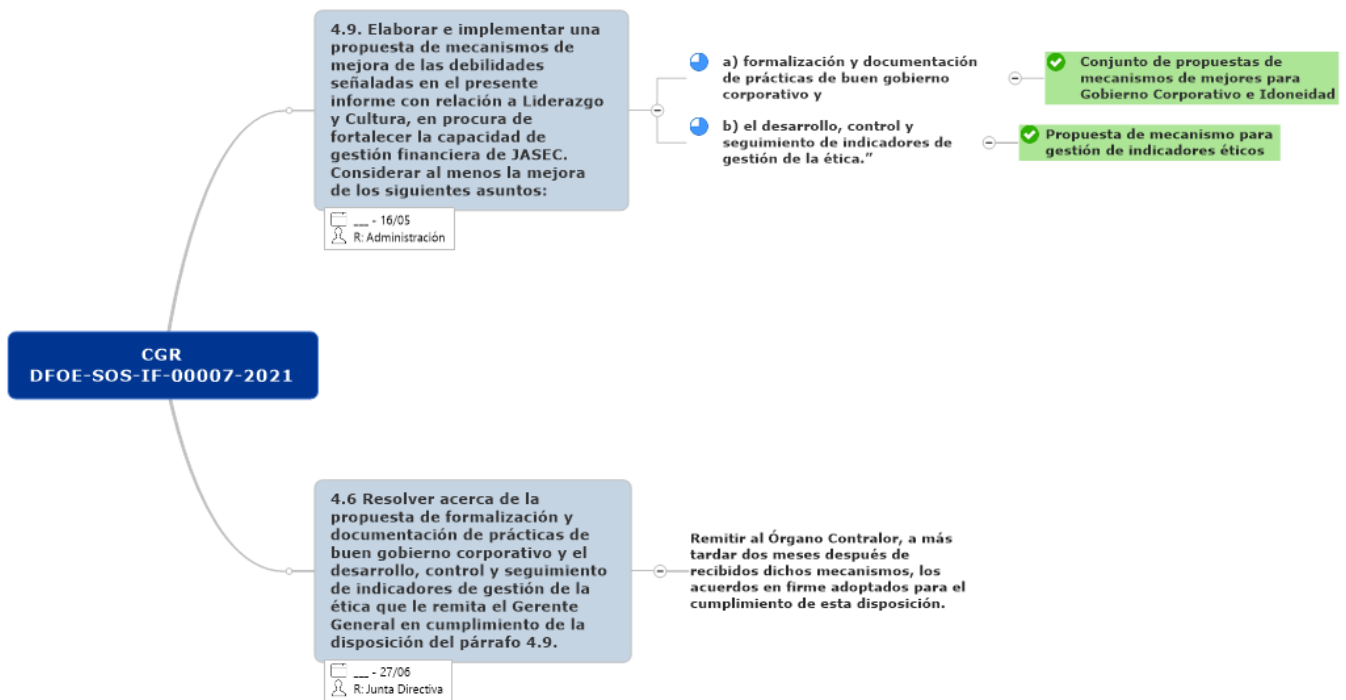 4.9. Elaborar e implementar una
propuesta de mecanismos de
mejora de las debilidades
señaladas en el presente
informe con relación a Liderazgo
y Cultura, en procura de
fortalecer la capacidad de
gestión financiera de JASEC.
Considerar al menos la mejora
de los siguientes asuntos:
__ - 16/05
R: Administración
a) formalización y documentación
de prácticas de buen gobierno
corporativo y
Conjunto de propuestas de
mecanismos de mejores para
Gobierno Corporativo e Idoneidad
b) el desarrollo, control y
seguimiento de indicadores de
gestión de la ética.”
Propuesta de mecanismo para
gestión de indicadores éticos
CGR
DFOE-SOS-IF-00007-2021
4.6 Resolver acerca de la
propuesta de formalización y
documentación de prácticas de
buen gobierno corporativo y el
desarrollo, control y seguimiento
de indicadores de gestión de la
ética que le remita el Gerente
General en cumplimiento de la
disposición del párrafo 4.9.
__ - 27/06
R: Junta Directiva
Remitir al Órgano Contralor, a más
tardar dos meses después de
recibidos dichos mecanismos, los
acuerdos en firme adoptados para el
cumplimiento de esta disposición.